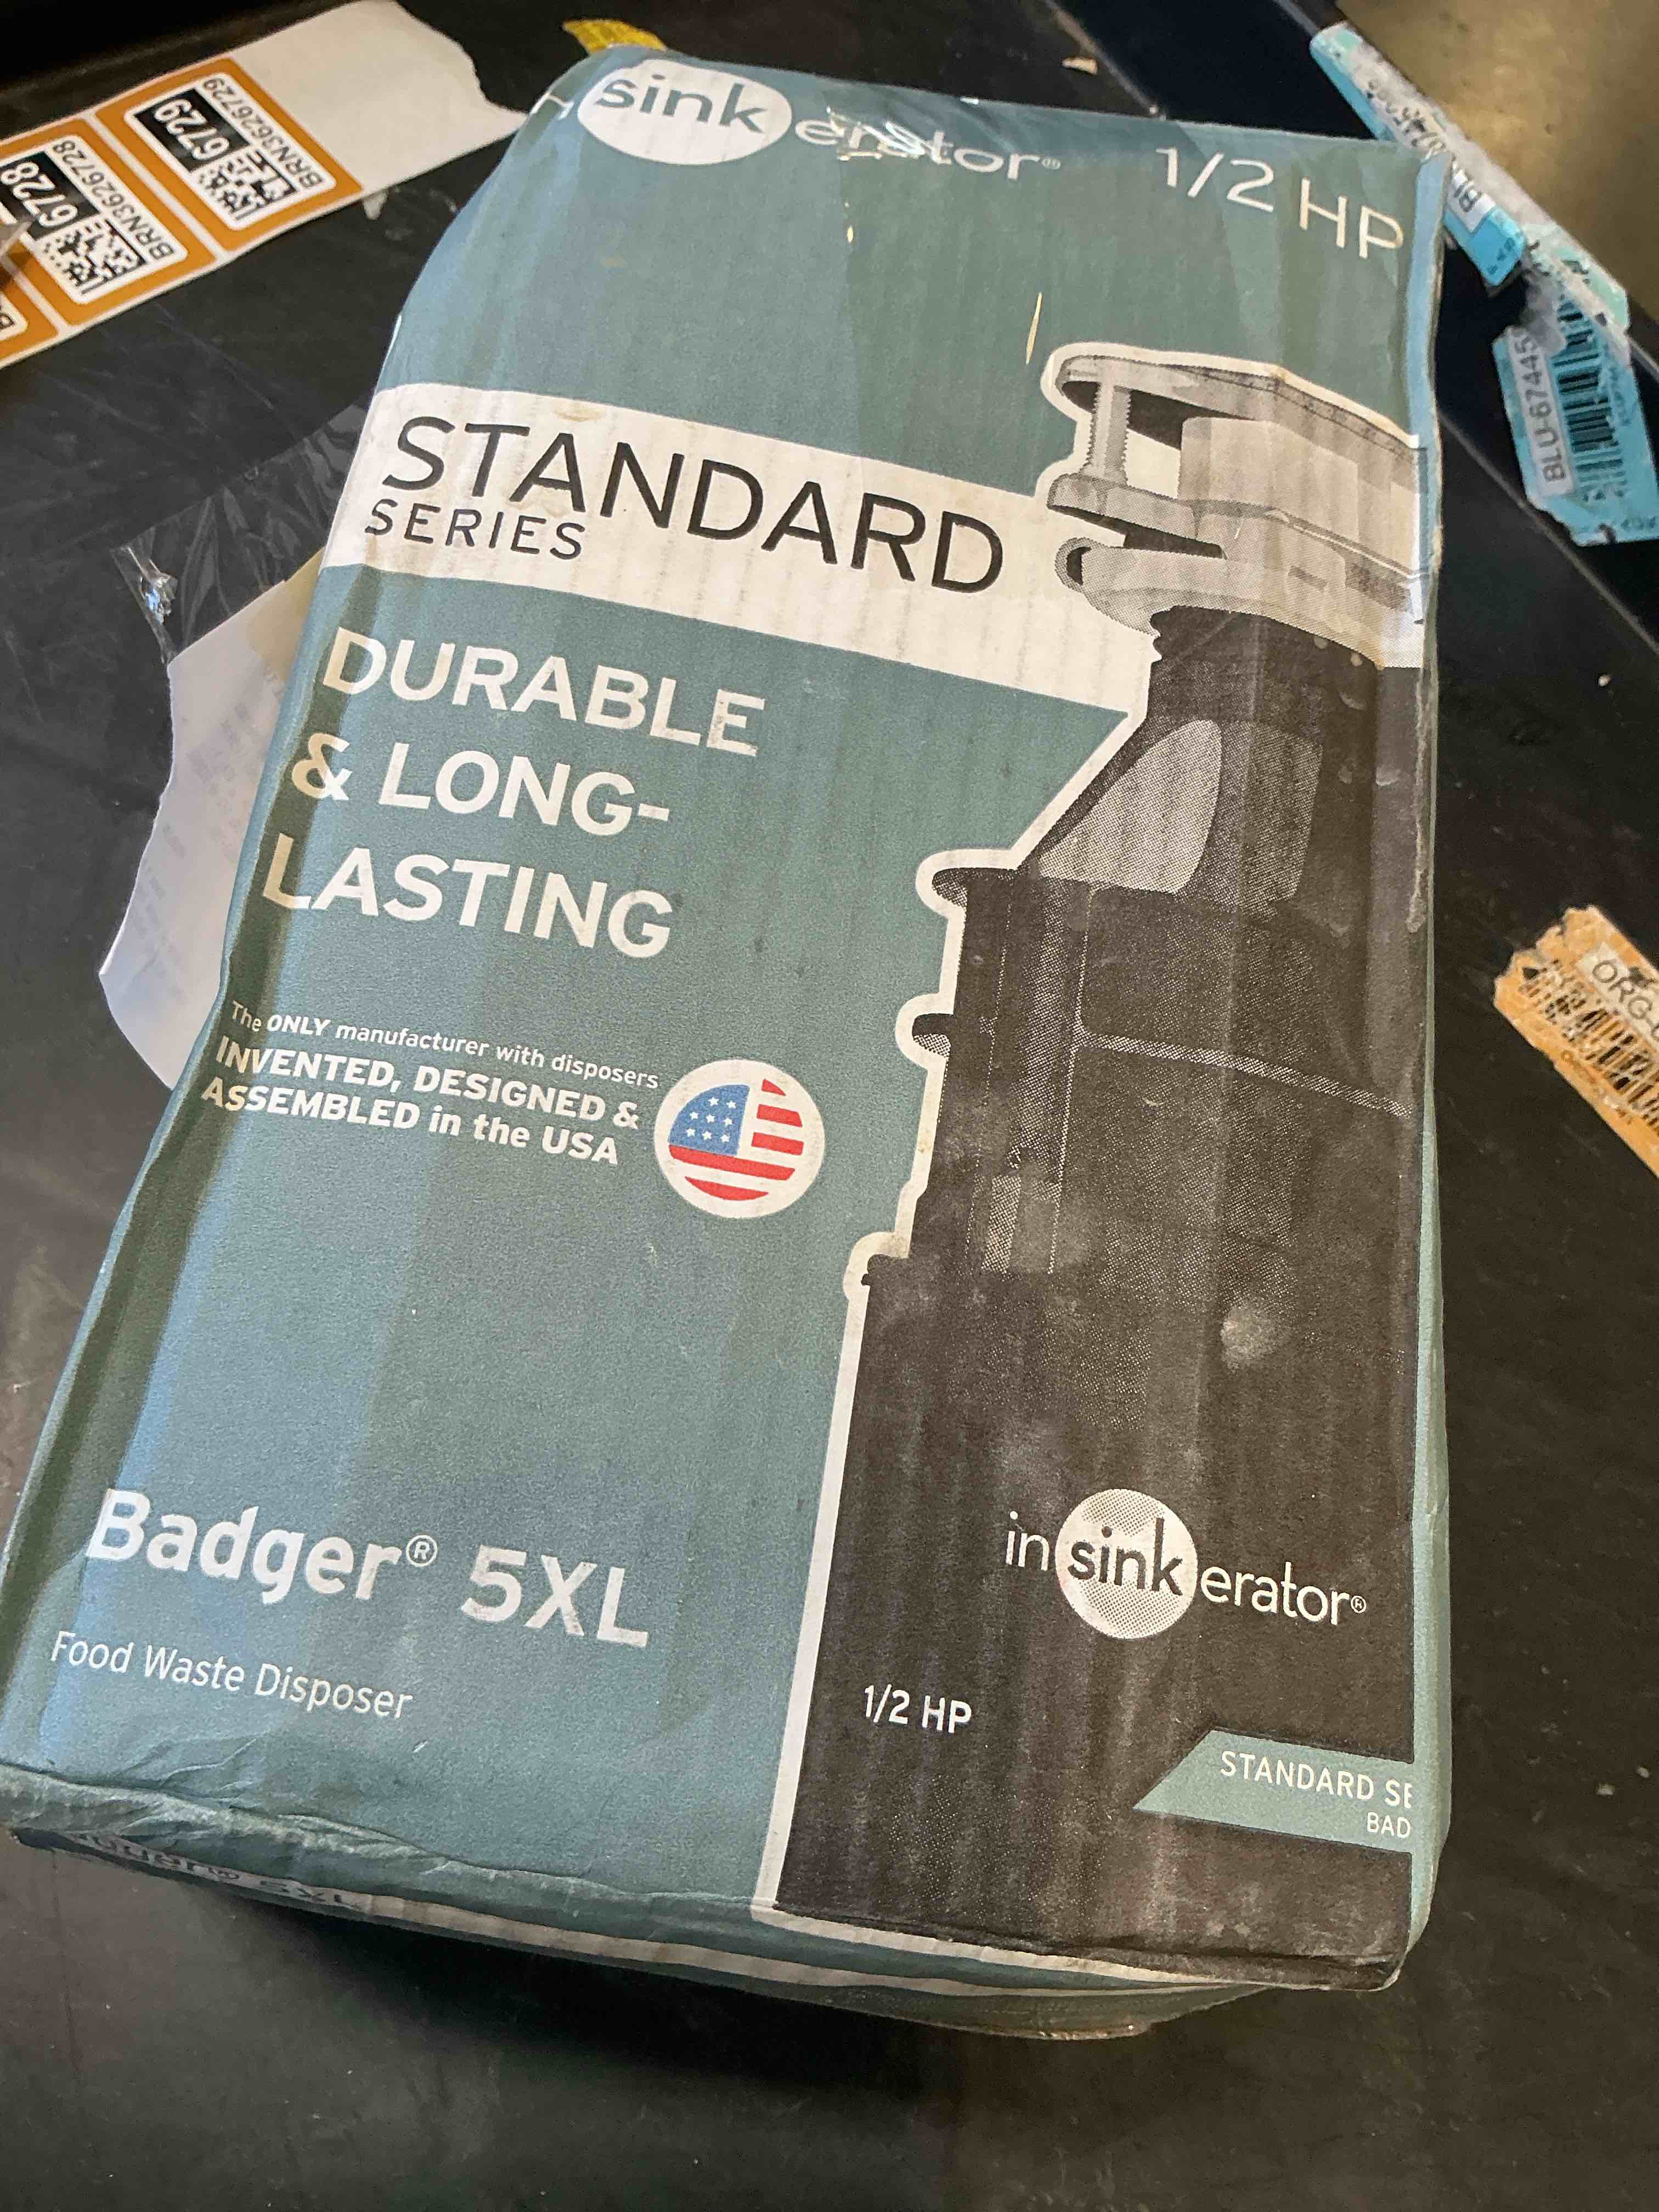 sink erator® 1/2 HP
STANDARD
SERIES
DURABLE
& LONG-
LASTING
The ONLY manufacturer with disposers
INVENTED, DESIGNED &
ASSEMBLED in the USA
Badger® 5XL
Food Waste Disposer
insinkerator®
1/2 HP
STANDARD SE
BAD
6729
BRN3626729
6728
BRN3626728
BLU-67445
ORG-